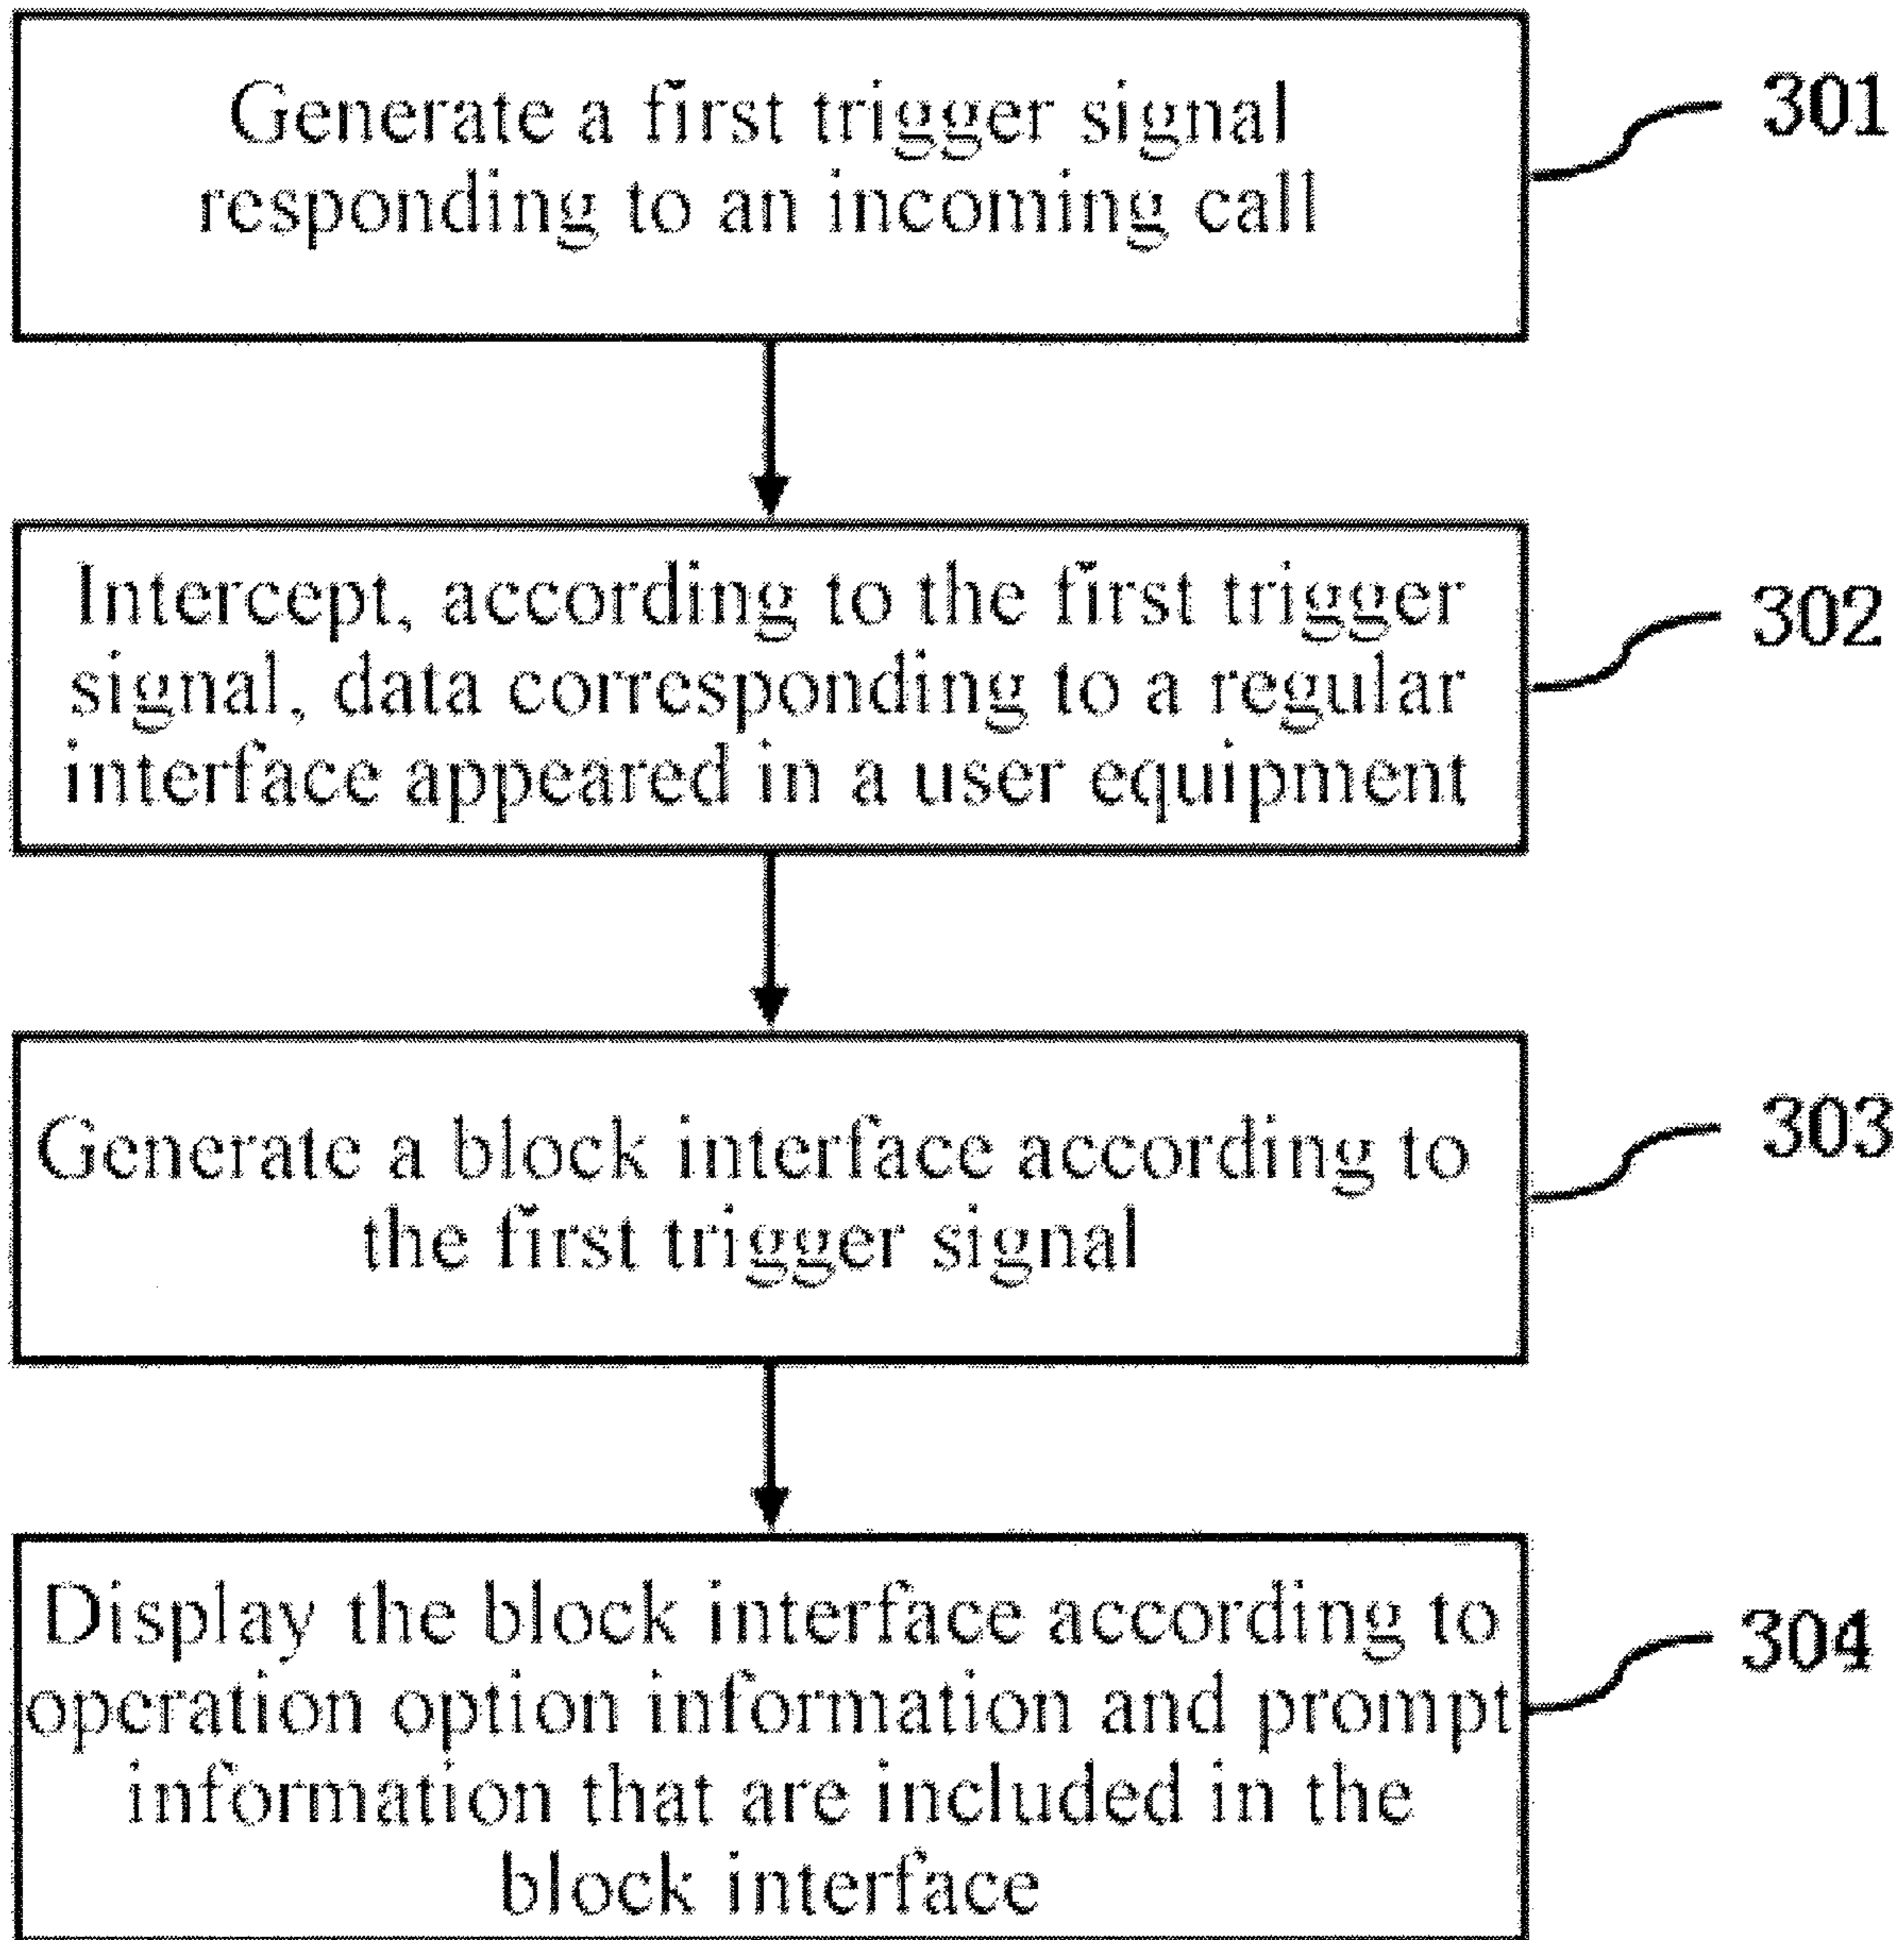 Generate a first trigger signal
responding to an incoming call
301
Intercept, according to the first trigger
signal, data corresponding to a regular
interface appeared in a user equipment
302
Generate a block interface according to
the first trigger signal
303
Display the block interface according to
operation option information and prompt
information that are included in the
block interface
304